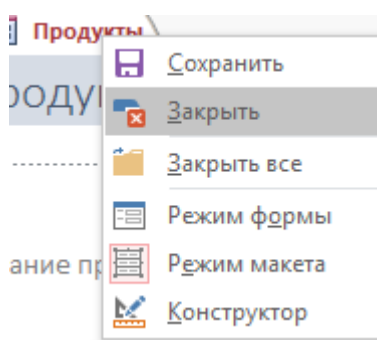 Продукты
Сохранить
Закрыть
Закрыть все
Режим формы
Режим макета
Конструктор